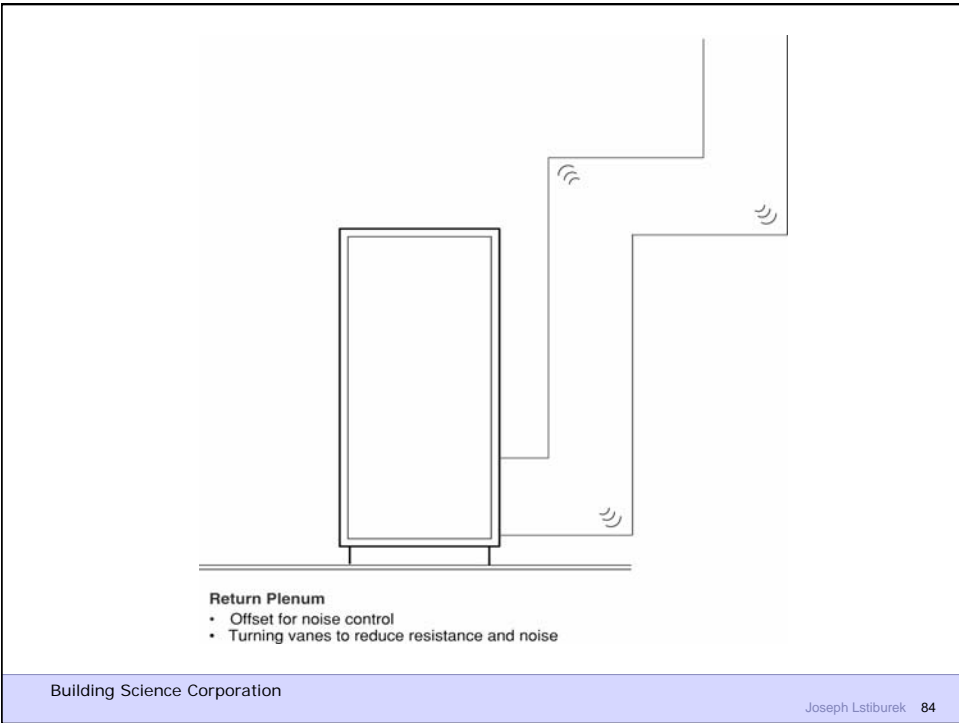 Return Plenum
• Offset for noise control
• Turning vanes to reduce resistance and noise
Building Science Corporation
Joseph Lstiburek 84